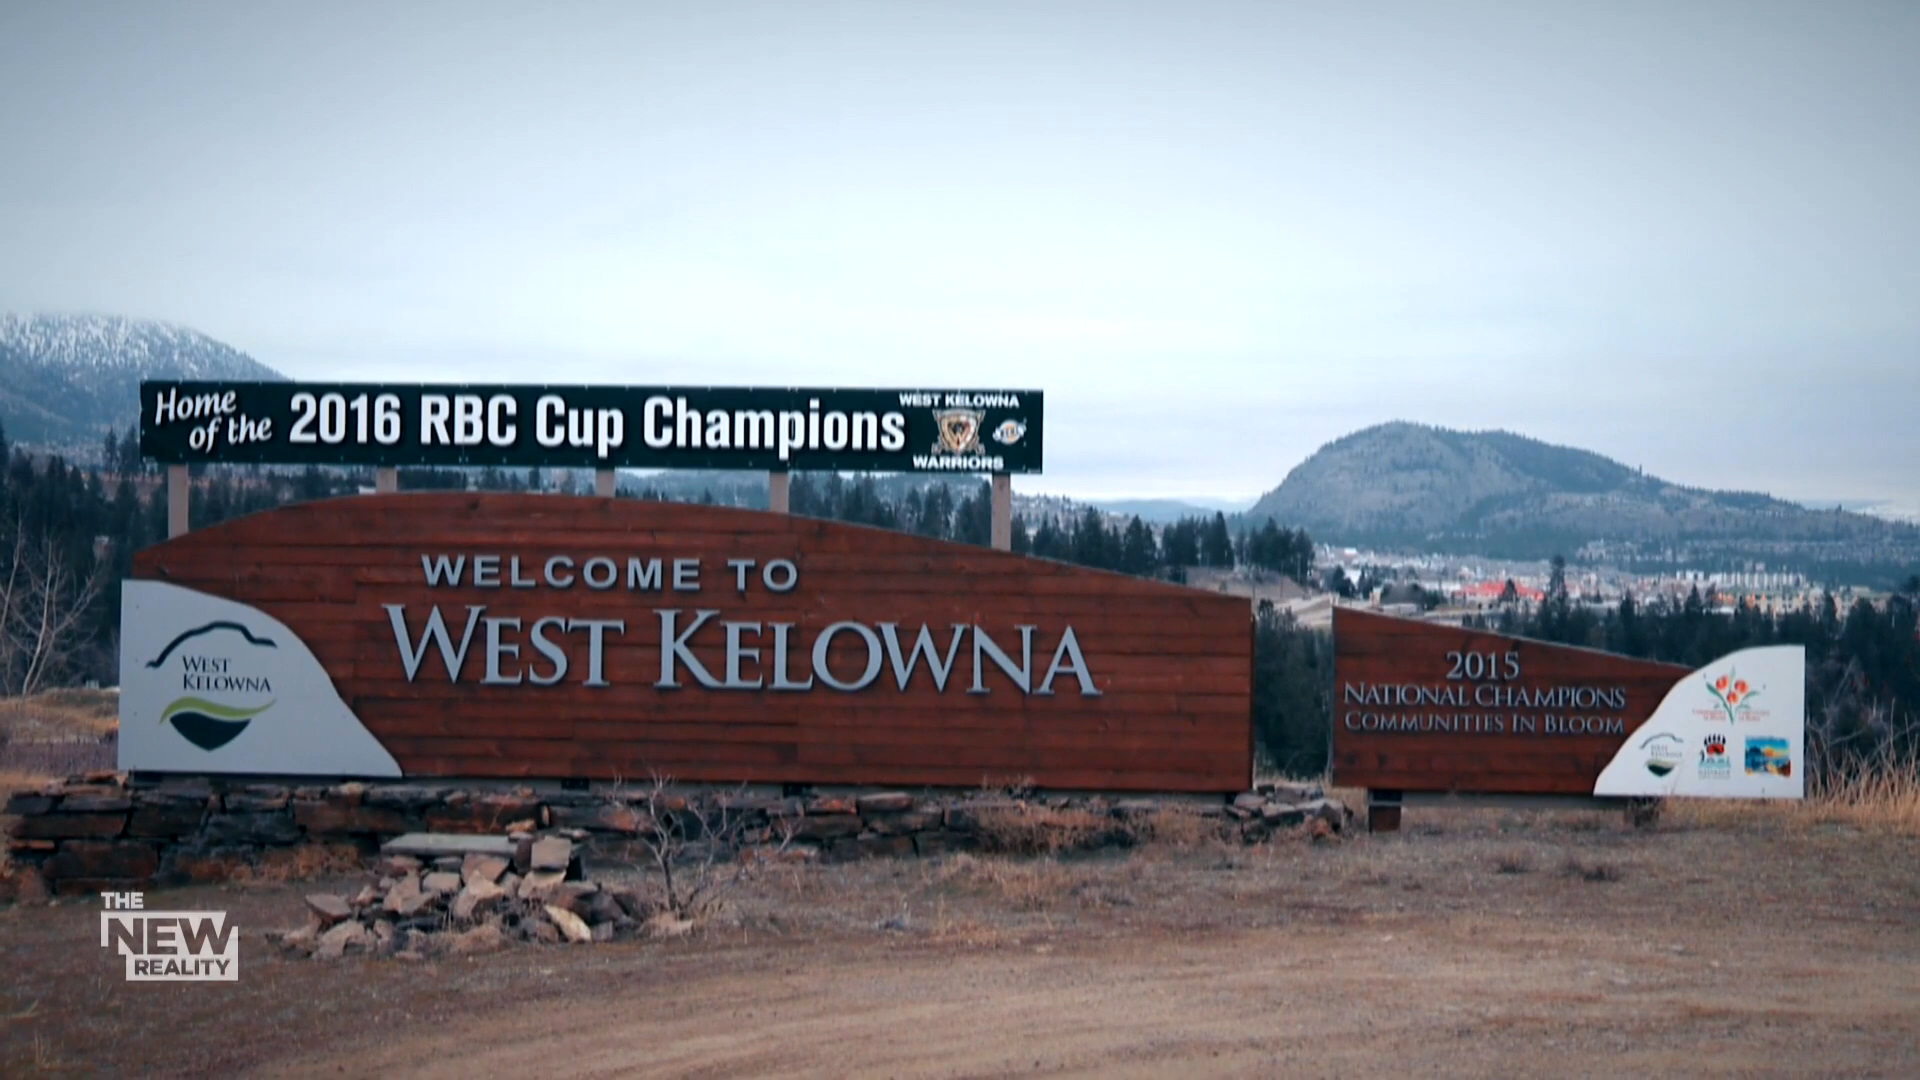 Home of the 2016 RBC Cup Champions
WEST KELOWNA
WARRIORS
WELCOME TO
WEST KELOWNA
WEST
KELOWNA
2015
NATIONAL CHAMPIONS
COMMUNITIES IN BLOOM
THE
NEW
REALITY